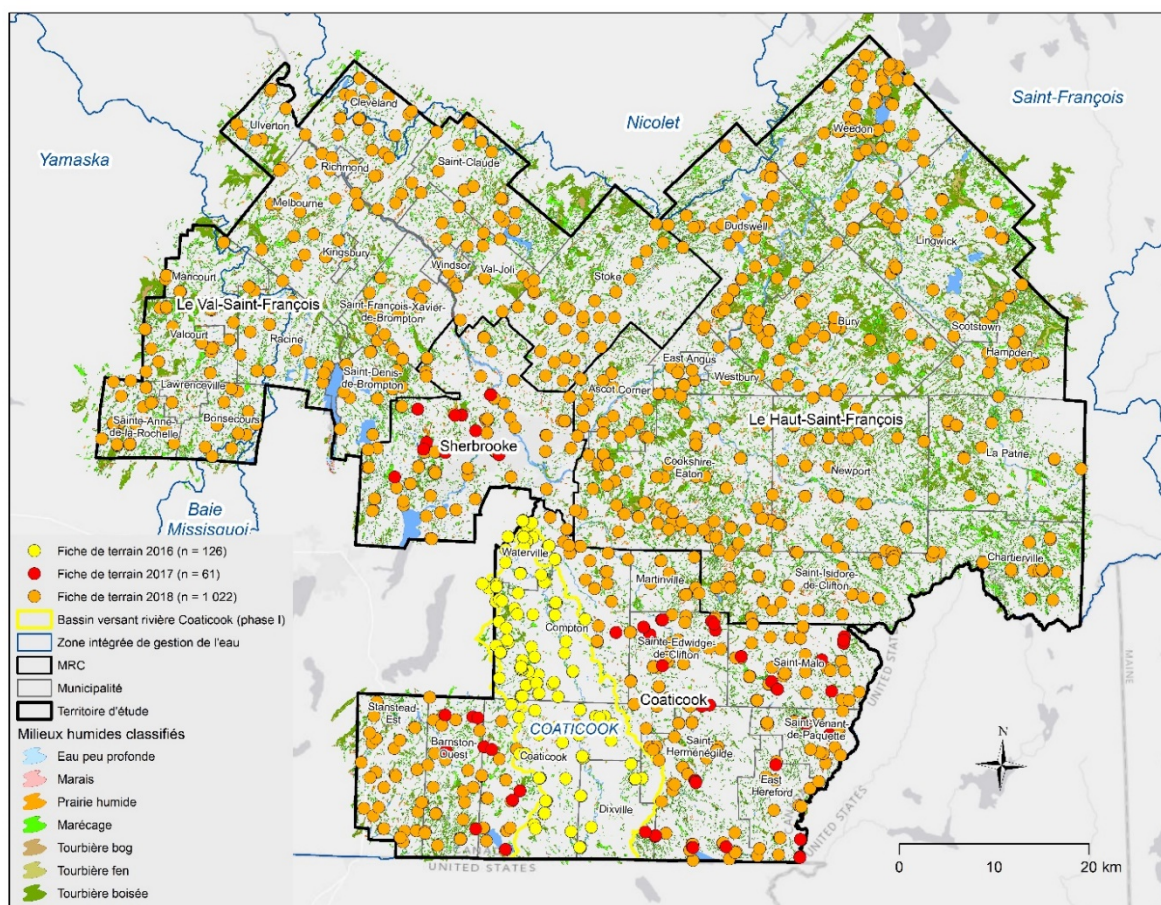 Saint-François
Nicolet
Yamaska
Cleveland
Ulverton
Weedon
Richmond
Saint-Claude
Melbourne
Dudswell
Lingwick
Kingsbury
Windsor
Val-Joli
Stoke
Maricourt
Le Val-Saint-François
Saint-François-Xavier-
de-Brompton
Valcourt
Racine
Bury
Scotstown
Hampden
East Angus
Westbury
Saint-Denis-
de-Brompton
Ascot Corner
Lawrenceville
Sainte-Anne-
de-la-Rochelle
Bonsecours
Le Haut-Saint-François
Sherbrooke
La Patrie
Cookshire-
Eaton
Newport
Baie
Missisquoi
Waterville
Chartierville
Martinville
Saint-Isidore-
de-Clifton
Compton
Sainte-Edwidge-
de-Clifton
Saint-Malo
UNITED STATES
MAINE
Coaticook
Stanstead-
Est
Saint-Venant-
de-Paquette
COATICOOK
Barnston-
Ouest
Coaticook
Saint-
Herménégilde
N
East
Hereford
Dixville
UNITED STATES
UNITED STATES
0 10 20 km
Fiche de terrain 2016 (n = 126)
Fiche de terrain 2017 (n = 61)
Fiche de terrain 2018 (n = 1 022)
Bassin versant rivière Coaticook (phase I)
Zone intégrée de gestion de l'eau
MRC
Municipalité
Territoire d'étude
Milieux humides classifiés
Eau peu profonde
Marais
Prairie humide
Marécage
Tourbière bog
Tourbière fen
Tourbière boisée